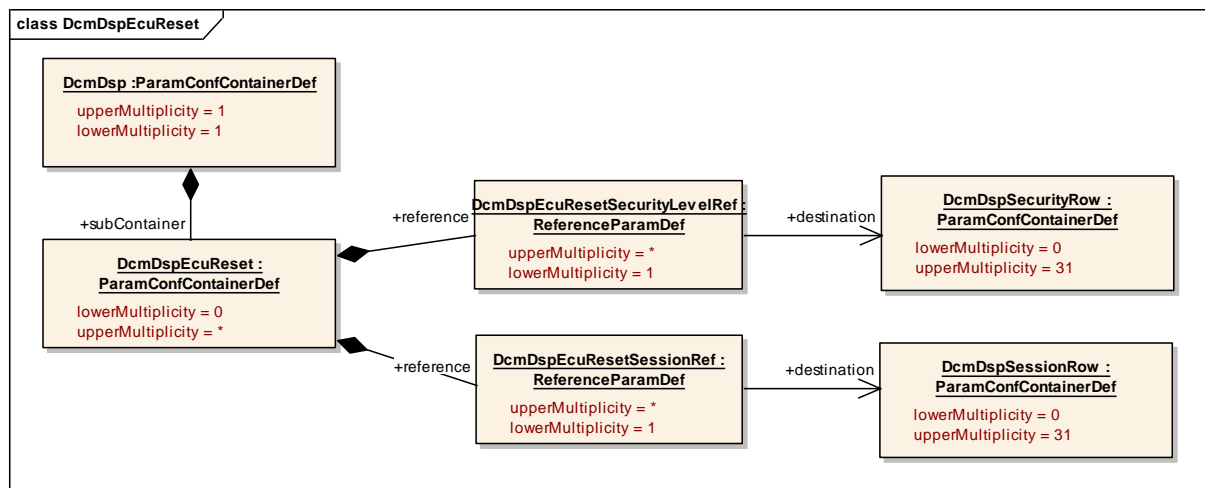 class DcmDspEcuReset
DcmDsp :ParamConfContainerDef
upperMultiplicity = 1
lowerMultiplicity = 1
+subContainer
DcmDspEcuReset :
ParamConfContainerDef
lowerMultiplicity = 0
upperMultiplicity = *
+reference
DcmDspEcuResetSecurityLevelRef :
ReferenceParamDef
upperMultiplicity = *
lowerMultiplicity = 1
+destination
DcmDspSecurityRow :
ParamConfContainerDef
lowerMultiplicity = 0
upperMultiplicity = 31
+reference
DcmDspEcuResetSessionRef :
ReferenceParamDef
upperMultiplicity = *
lowerMultiplicity = 1
+destination
DcmDspSessionRow :
ParamConfContainerDef
lowerMultiplicity = 0
upperMultiplicity = 31